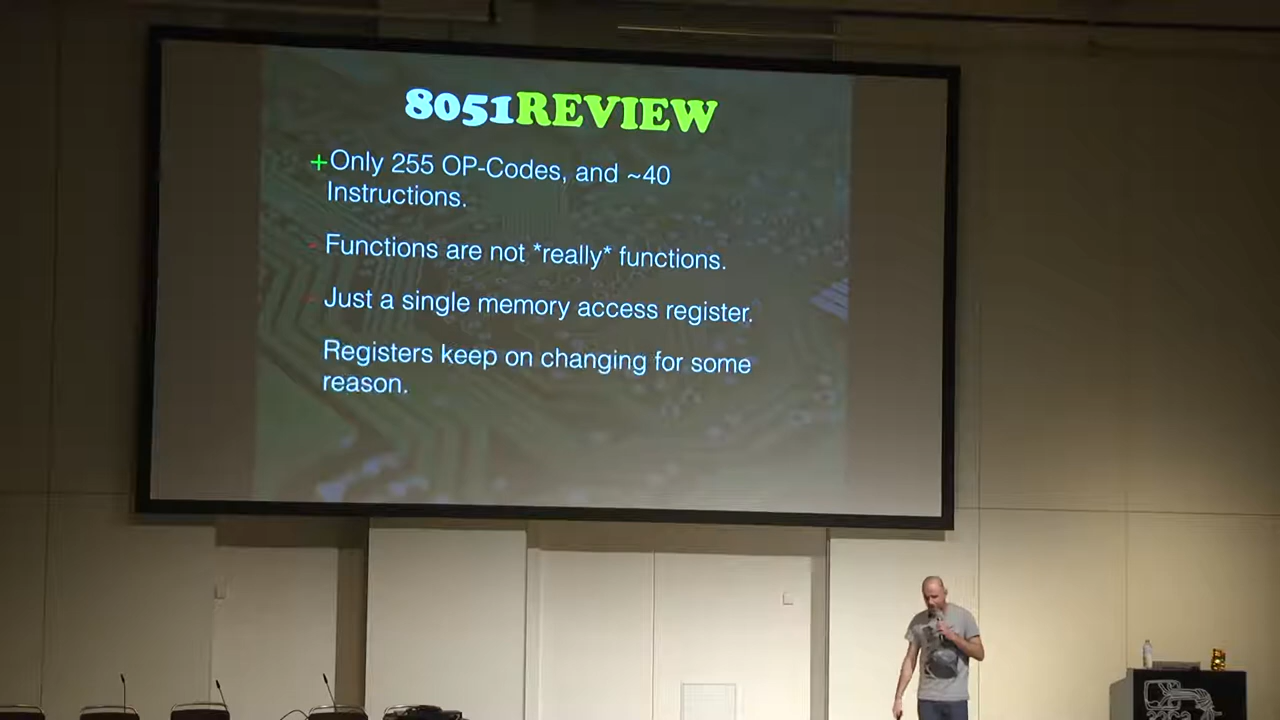 8051REVIEW
+Only 255 OP-Codes, and ~40
Instructions.
- Functions are not *really* functions.
- Just a single memory access register.
Registers keep on changing for some
reason.